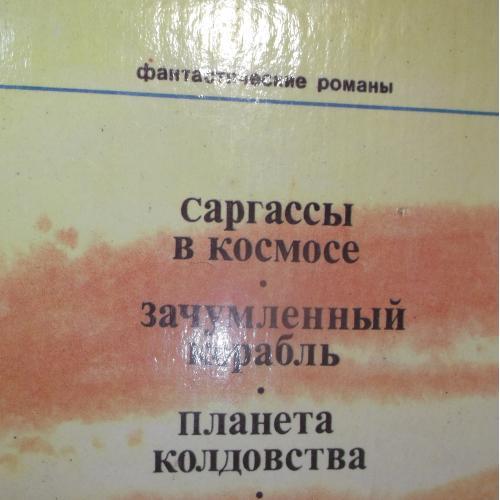 фантастические романы
Саргассы
в космосе
•
Зачумленный
корабль
•
Планета
колдовства
•